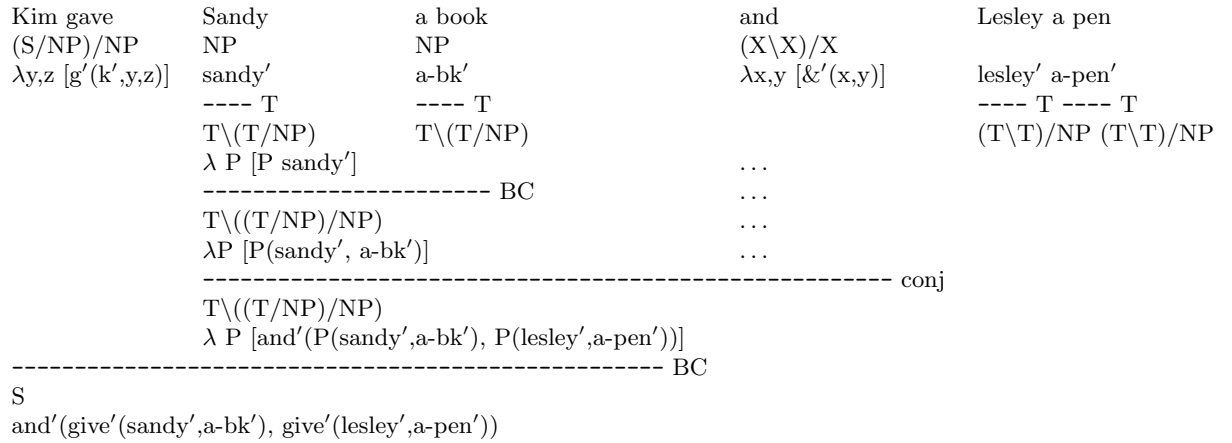 Kim gave Sandy a book and Lesley a pen
(S/NP)/NP NP NP (X\X)/X
λy,z [g′(k′,y,z)] sandy′ a-bk′ λx,y [&′(x,y)] lesley′ a-pen′
---- T ---- T ---- T ---- T
T\(T/NP) T\(T/NP) (T\T)/NP (T\T)/NP
λ P [P sandy′] ...
----------------------- BC ...
T\((T/NP)/NP) ...
λP [P(sandy′, a-bk′)] ...
------------------------------------------------------- conj
T\((T/NP)/NP)
λ P [and′(P(sandy′,a-bk′), P(lesley′,a-pen′))]
---------------------------------------------------- BC
S
and′(give′(sandy′,a-bk′), give′(lesley′,a-pen′))